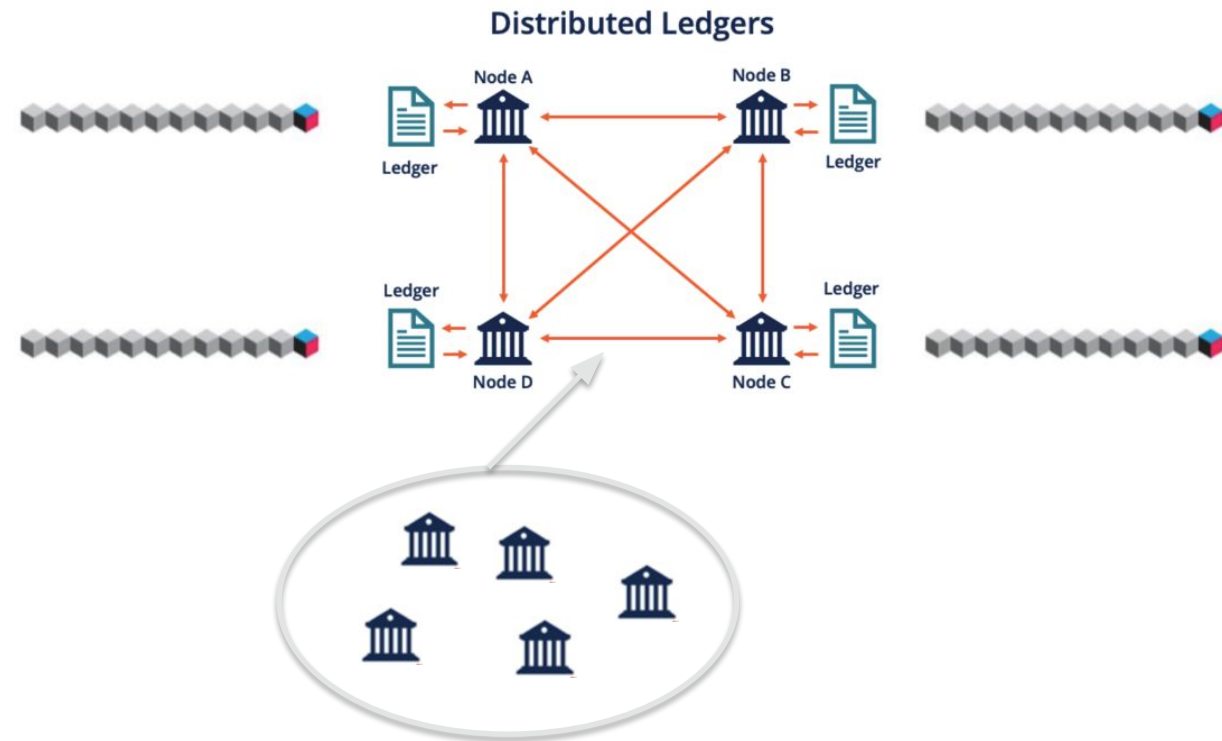 Distributed Ledgers
Node A
Node B
Ledger
Ledger
Ledger
Ledger
Node D
Node C